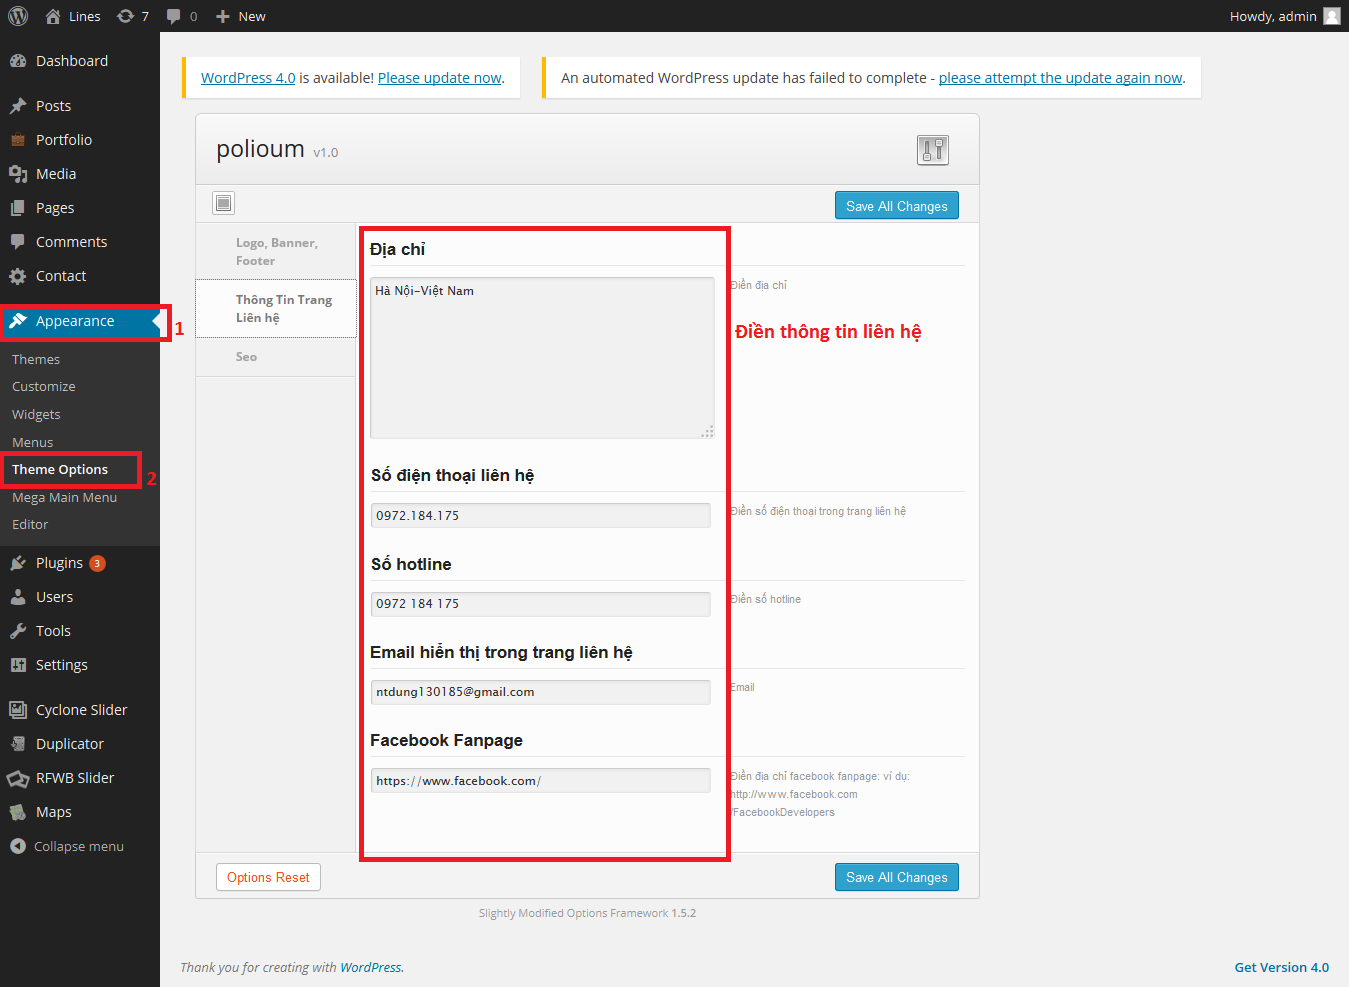 Lines 7 0 New
Howdy, admin
Dashboard
Posts
Portfolio
Media
Pages
Comments
Contact
Appearance
1
Themes
Customize
Widgets
Menus
Theme Options
2
Mega Main Menu
Editor
Plugins 3
Users
Tools
Settings
Cyclone Slider
Duplicator
RFWB Slider
Maps
Collapse menu
WordPress 4.0 is available! Please update now.
An automated WordPress update has failed to complete - please attempt the update again now.
polioum v1.0
Save All Changes
Logo, Banner,
Footer
Thông Tin Trang
Liên hệ
Seo
Địa chỉ
Hà Nội-Việt Nam
Điền địa chỉ
Điền thông tin liên hệ
Số điện thoại liên hệ
0972.184.175
Điền số điện thoại trong trang liên hệ
Số hotline
0972 184 175
Điền số hotline
Email hiển thị trong trang liên hệ
ntdung130185@gmail.com
Email
Facebook Fanpage
https://www.facebook.com/
Điền địa chỉ facebook fanpage: ví dụ:
http://www.facebook.com
/FacebookDevelopers
Options Reset
Save All Changes
Slightly Modified Options Framework 1.5.2
Thank you for creating with WordPress.
Get Version 4.0